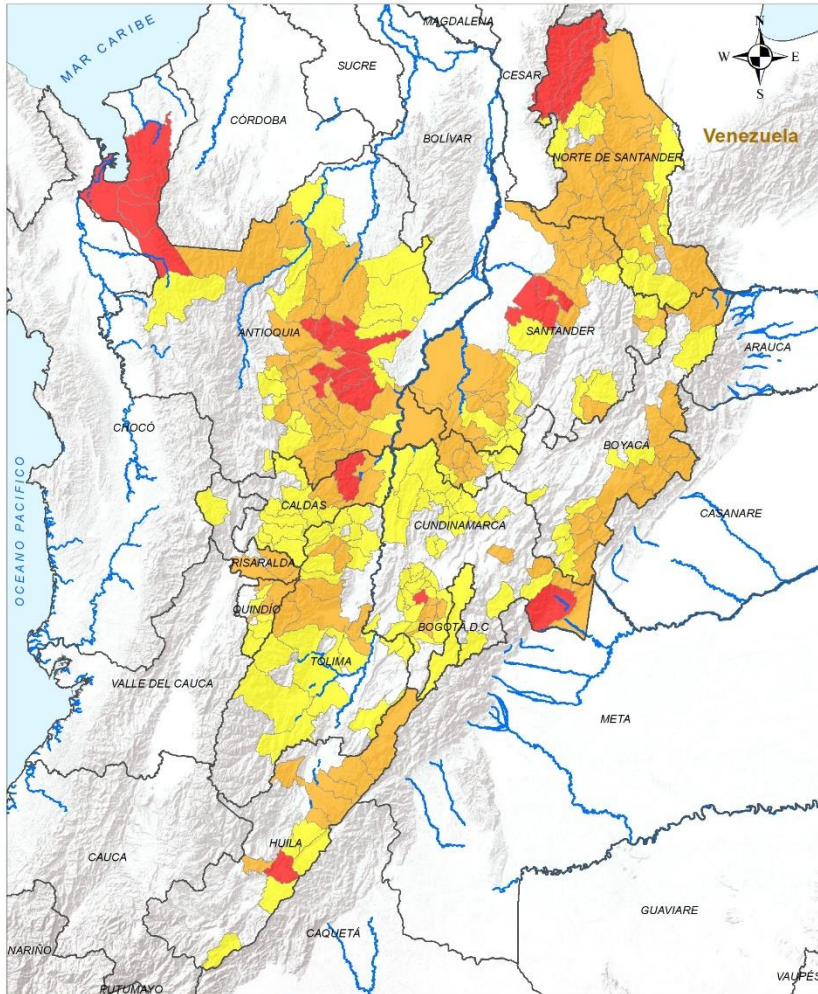 MAR CARIBE
MAGDALENA
N
W
E
S
SUCRE
CESAR
CÓRDOBA
BOLÍVAR
Venezuela
NORTE DE SANTANDER
ANTIOQUIA
SANTANDER
ARAUCA
CHOCÓ
BOYACÁ
OCEANO PACIFICO
CALDAS
CUNDINAMARCA
CASANARE
RISARALDA
QUINDÍO
BOGOTÁ D.C
TOLIMA
VALLE DEL CAUCA
META
HUILA
CAUCA
GUAVIARE
CAQUETÁ
NARIÑO
PUTUMAYO
VAUPÉS